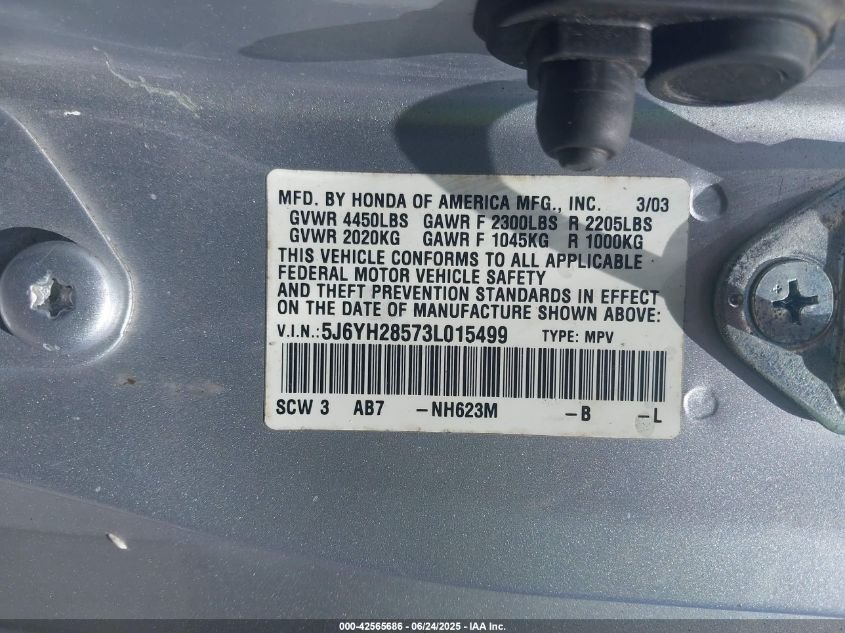 MFD. BY HONDA OF AMERICA MFG., INC. 3/03
GVWR 4450LBS GAWR F 2300LBS R 2205LBS
GVWR 2020KG GAWR F 1045KG R 1000KG
THIS VEHICLE CONFORMS TO ALL APPLICABLE
FEDERAL MOTOR VEHICLE SAFETY
AND THEFT PREVENTION STANDARDS IN EFFECT
ON THE DATE OF MANUFACTURE SHOWN ABOVE:
V.I.N.:5J6YH28573L015499 TYPE: MPV
SCW 3 AB7 -NH623M -B -L
000-42565686 - 06/24/2025 - IAA Inc.